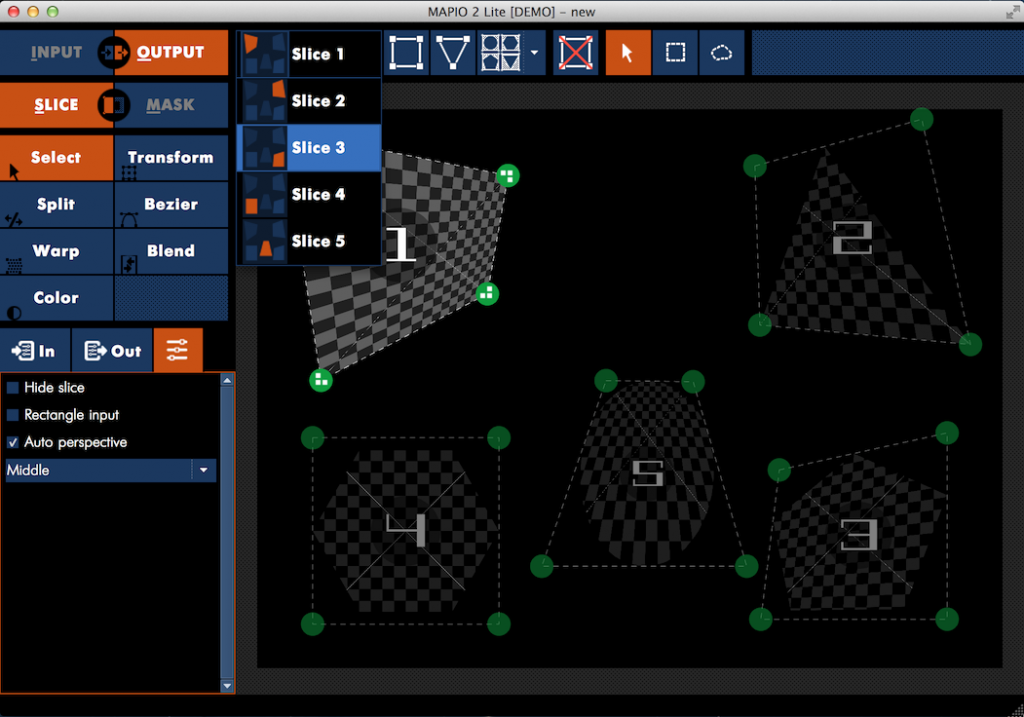 MAPIO 2 Lite [DEMO] – new
INPUT OUTPUT
SLICE MASK
Select Transform
Split Bezier
Warp Blend
Color
In Out
Hide slice
Rectangle input
Auto perspective
Middle
Slice 1
Slice 2
Slice 3
Slice 4
Slice 5
1
2
4
5
3